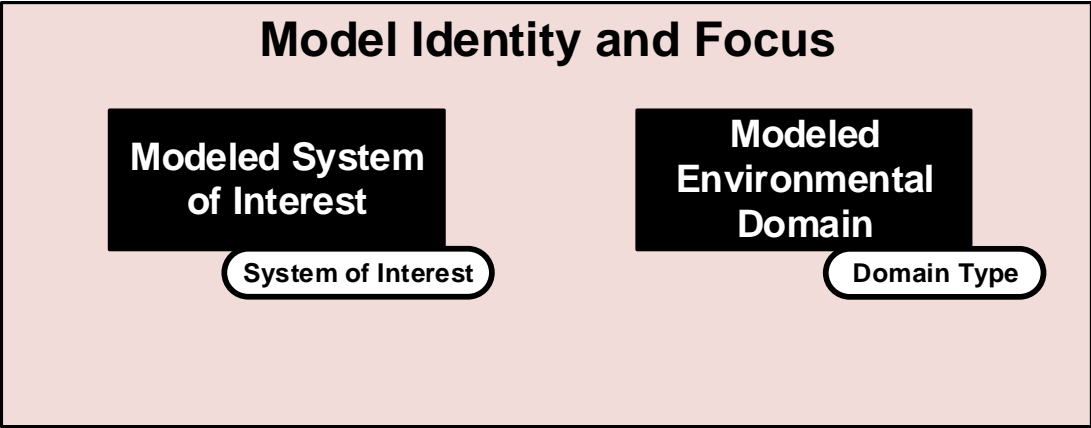 Model Identity and Focus
Modeled System
of Interest
System of Interest
Modeled
Environmental
Domain
Domain Type